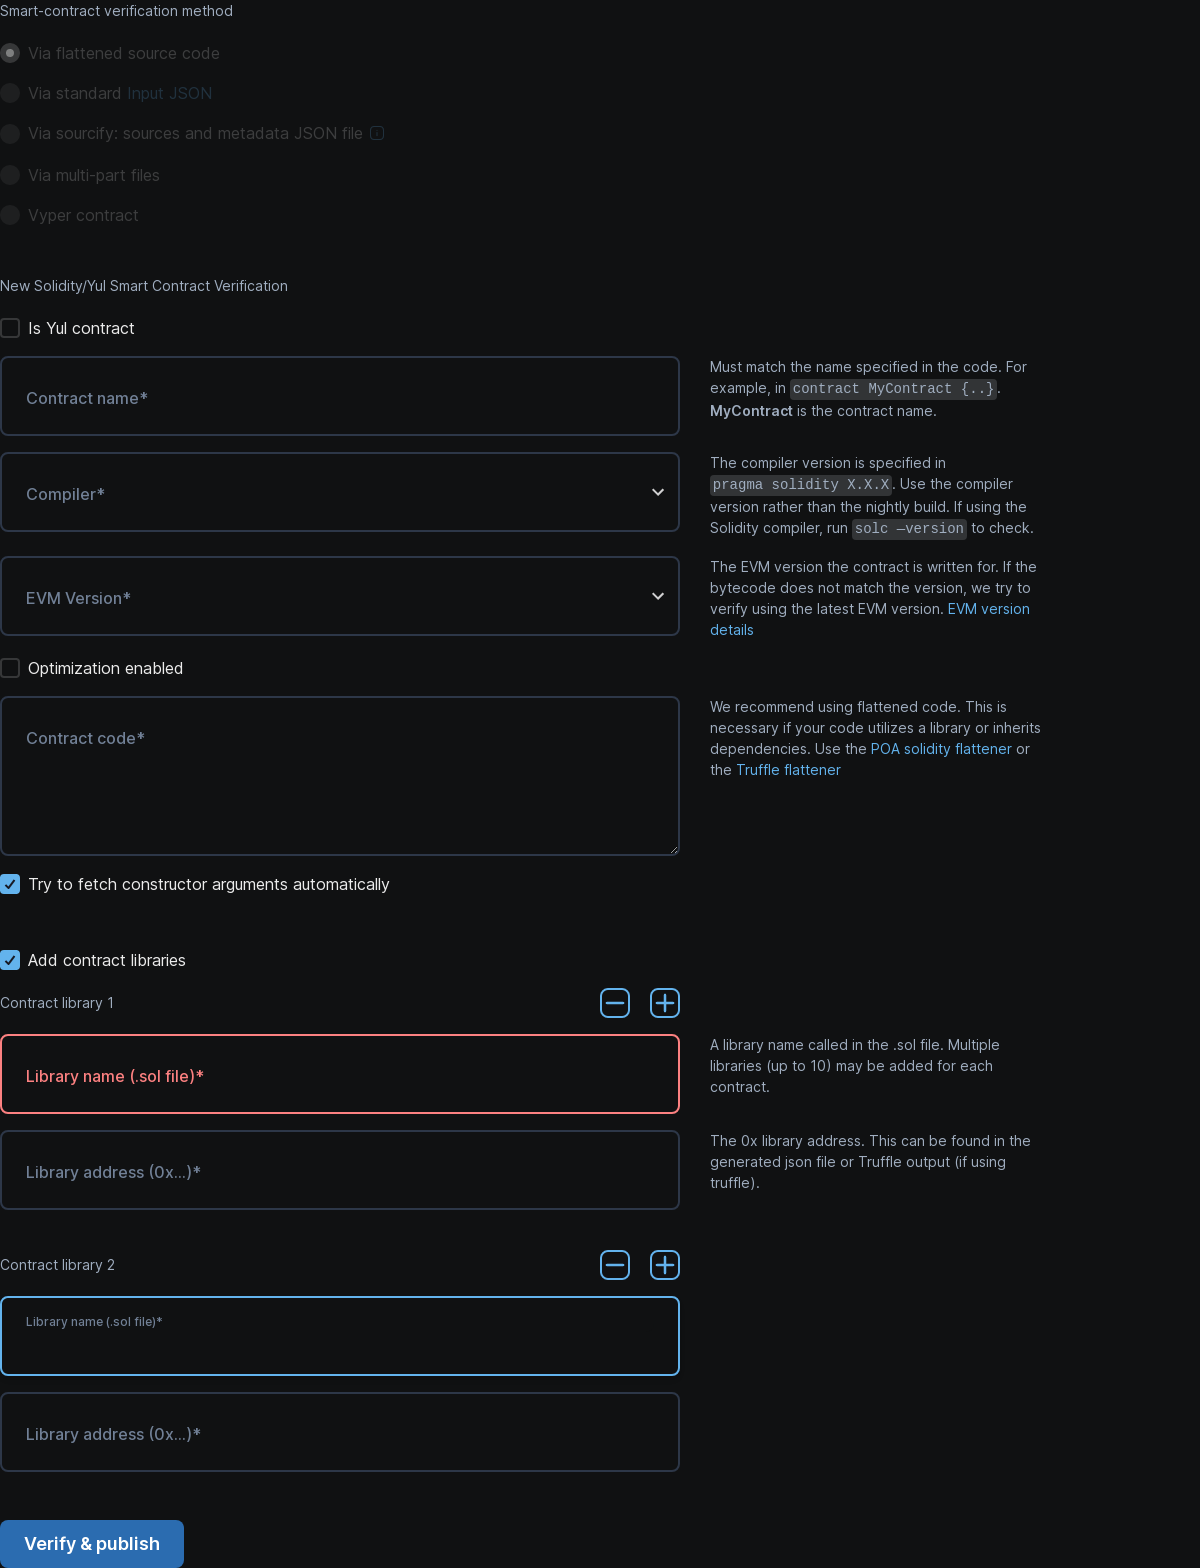 Smart-contract verification method
Via flattened source code
Via standard Input JSON
Via sourcify: sources and metadata JSON file
Via multi-part files
Vyper contract
New Solidity/Yul Smart Contract Verification
Is Yul contract
Contract name*
Must match the name specified in the code. For
example, in contract MyContract {..}.
MyContract is the contract name.
Compiler*
The compiler version is specified in
pragma solidity X.X.X. Use the compiler
version rather than the nightly build. If using the
Solidity compiler, run solc —version to check.
EVM Version*
The EVM version the contract is written for. If the
bytecode does not match the version, we try to
verify using the latest EVM version. EVM version
details
Optimization enabled
Contract code*
We recommend using flattened code. This is
necessary if your code utilizes a library or inherits
dependencies. Use the POA solidity flattener or
the Truffle flattener
Try to fetch constructor arguments automatically
Add contract libraries
Contract library 1
Library name (.sol file)*
A library name called in the .sol file. Multiple
libraries (up to 10) may be added for each
contract.
Library address (0x...)*
The 0x library address. This can be found in the
generated json file or Truffle output (if using
truffle).
Contract library 2
Library name (.sol file)*
Library address (0x...)*
Verify & publish